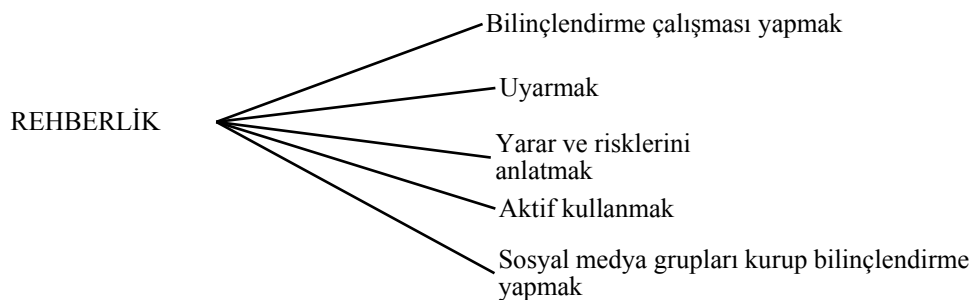 Bilinçlendirme çalışması yapmak
Uyarmak
REHBERLİK
Yarar ve risklerini
anlatmak
Aktif kullanmak
Sosyal medya grupları kurup bilinçlendirme
yapmak